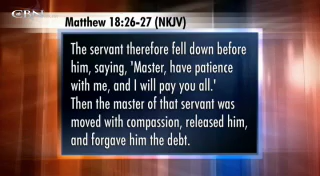 CBN
Matthew 18:26-27 (NKJV)
The servant therefore fell down before
him, saying, 'Master, have patience
with me, and I will pay you all.'
Then the master of that servant was
moved with compassion, released him,
and forgave him the debt.